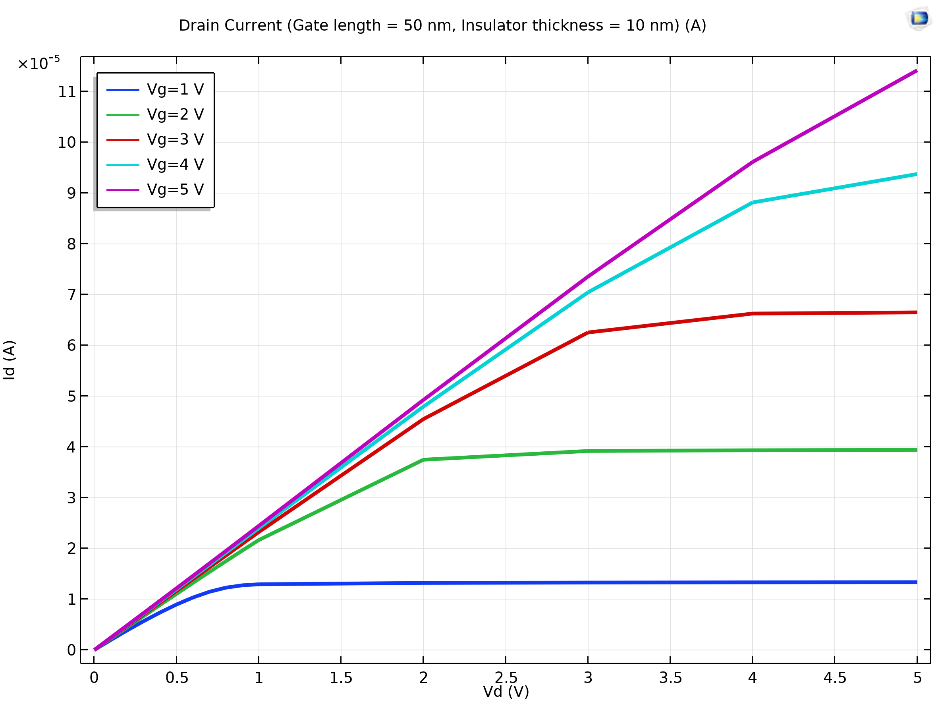 Drain Current (Gate length = 50 nm, Insulator thickness = 10 nm) (A)
×10⁻⁵
Vg=1 V
Vg=2 V
Vg=3 V
Vg=4 V
Vg=5 V
11
10
9
8
7
6
5
4
3
2
1
0
Id (A)
0 0.5 1 1.5 2 2.5 3 3.5 4 4.5 5
Vd (V)